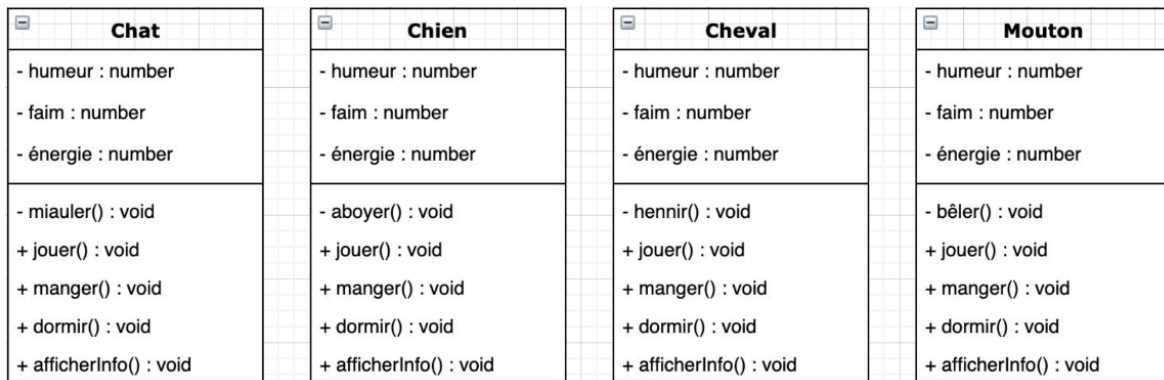 Chat
- humeur : number
- faim : number
- énergie : number
- miauler() : void
+ jouer() : void
+ manger() : void
+ dormir() : void
+ afficherInfo() : void
Chien
- humeur : number
- faim : number
- énergie : number
- aboyer() : void
+ jouer() : void
+ manger() : void
+ dormir() : void
+ afficherInfo() : void
Cheval
- humeur : number
- faim : number
- énergie : number
- hennir() : void
+ jouer() : void
+ manger() : void
+ dormir() : void
+ afficherInfo() : void
Mouton
- humeur : number
- faim : number
- énergie : number
- bêler() : void
+ jouer() : void
+ manger() : void
+ dormir() : void
+ afficherInfo() : void